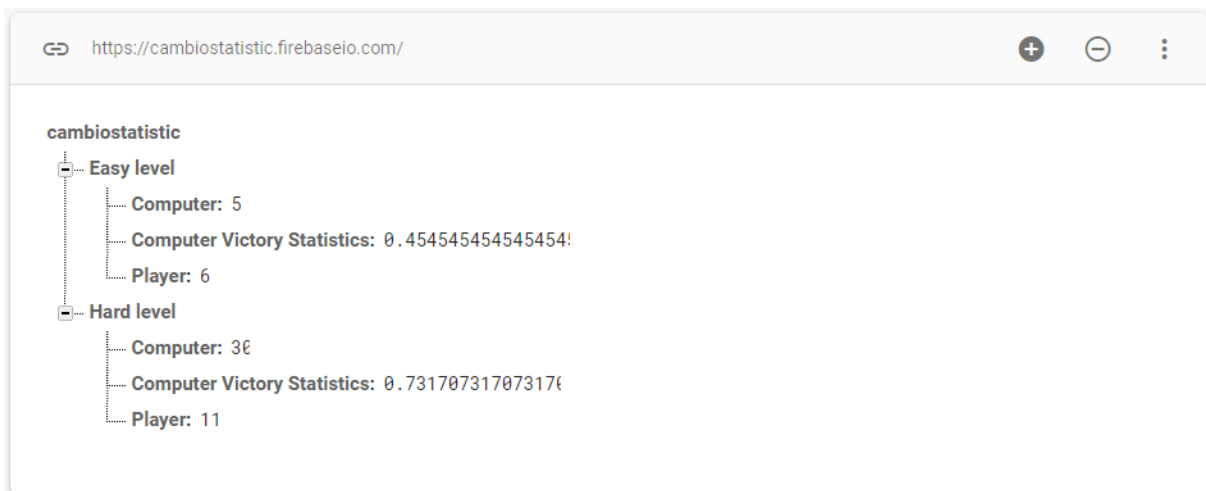 https://cambiostatistic.firebaseio.com/
cambiostatistic
Easy level
Computer: 5
Computer Victory Statistics: 0.4545454545454545
Player: 6
Hard level
Computer: 30
Computer Victory Statistics: 0.7317073170731707
Player: 11